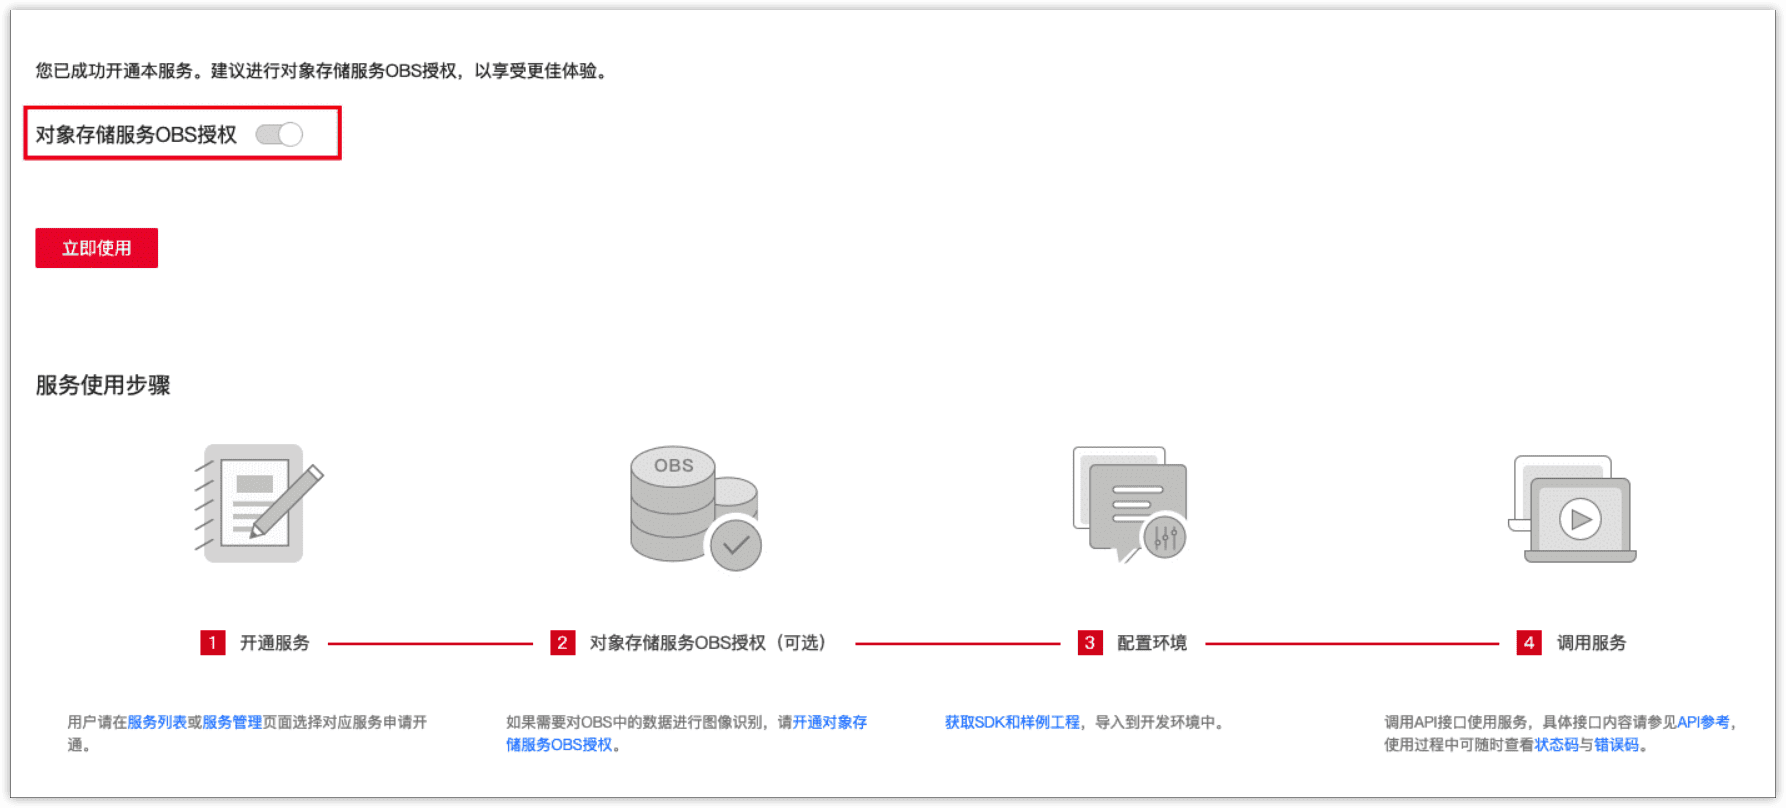 您已成功开通本服务。建议进行对象存储服务OBS授权，以享受更佳体验。
对象存储服务OBS授权
立即使用
服务使用步骤
OBS
1 开通服务
2 对象存储服务OBS授权（可选）
3 配置环境
4 调用服务
用户请在服务列表或服务管理页面选择对应服务申请开
通。
如果需要对OBS中的数据进行图像识别，请开通对象存
储服务OBS授权。
获取SDK和样例工程，导入到开发环境中。
调用API接口使用服务，具体接口内容请参见API参考，
使用过程中可随时查看状态码与错误码。